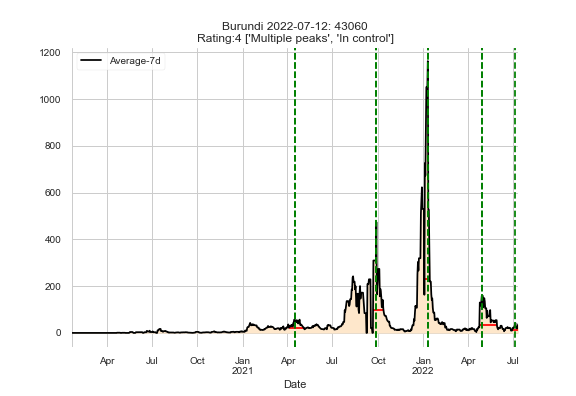 Burundi 2022-07-12: 43060
Rating:4 ['Multiple peaks', 'In control']
Average-7d
1200
1000
800
600
400
200
0
Apr Jul Oct Jan Apr Jul Oct Jan Apr Jul
2021 2022
Date